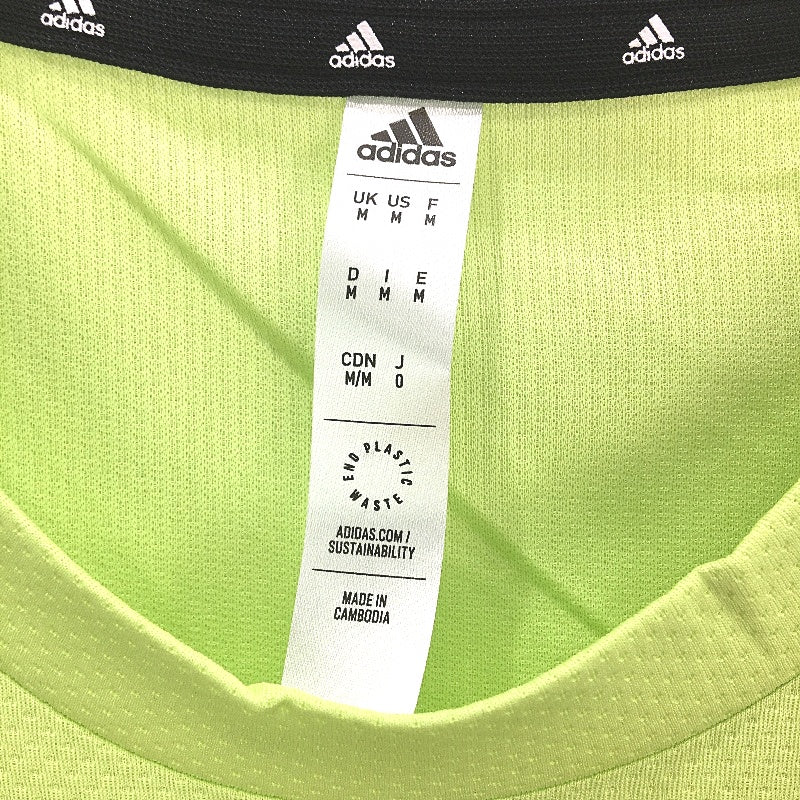 adidas
adidas
adidas
adidas
UK US F
M M M
D I E
M M M
CDN J
M/M O
END PLASTIC WASTE
ADIDAS.COM /
SUSTAINABILITY
MADE IN
CAMBODIA